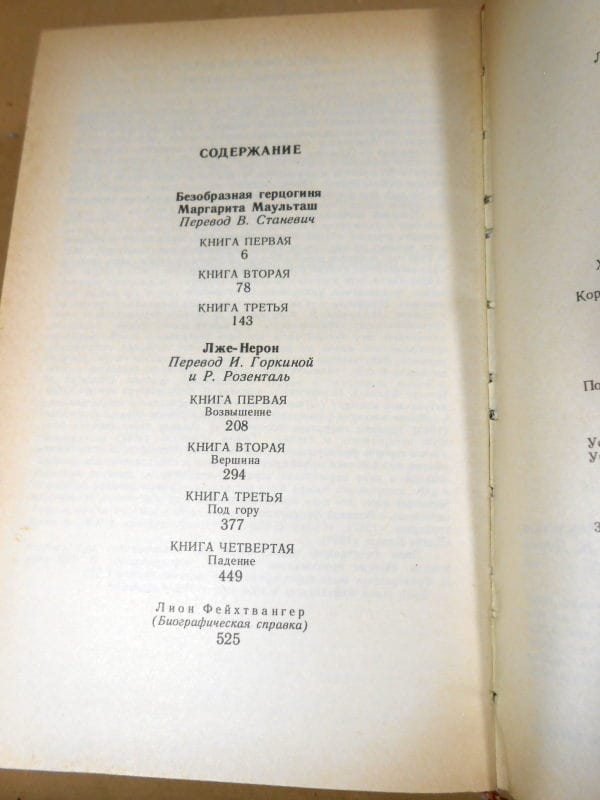 СОДЕРЖАНИЕ
Безобразная герцогиня
Маргарита Маульташ
Перевод В. Станевич
КНИГА ПЕРВАЯ
6
КНИГА ВТОРАЯ
78
КНИГА ТРЕТЬЯ
143
Лже-Нерон
Перевод И. Горкиной
и Р. Розенталь
КНИГА ПЕРВАЯ
Возвышение
208
КНИГА ВТОРАЯ
Вершина
294
КНИГА ТРЕТЬЯ
Под гору
377
КНИГА ЧЕТВЕРТАЯ
Падение
449
Лион Фейхтвангер
(Биографическая справка)
525